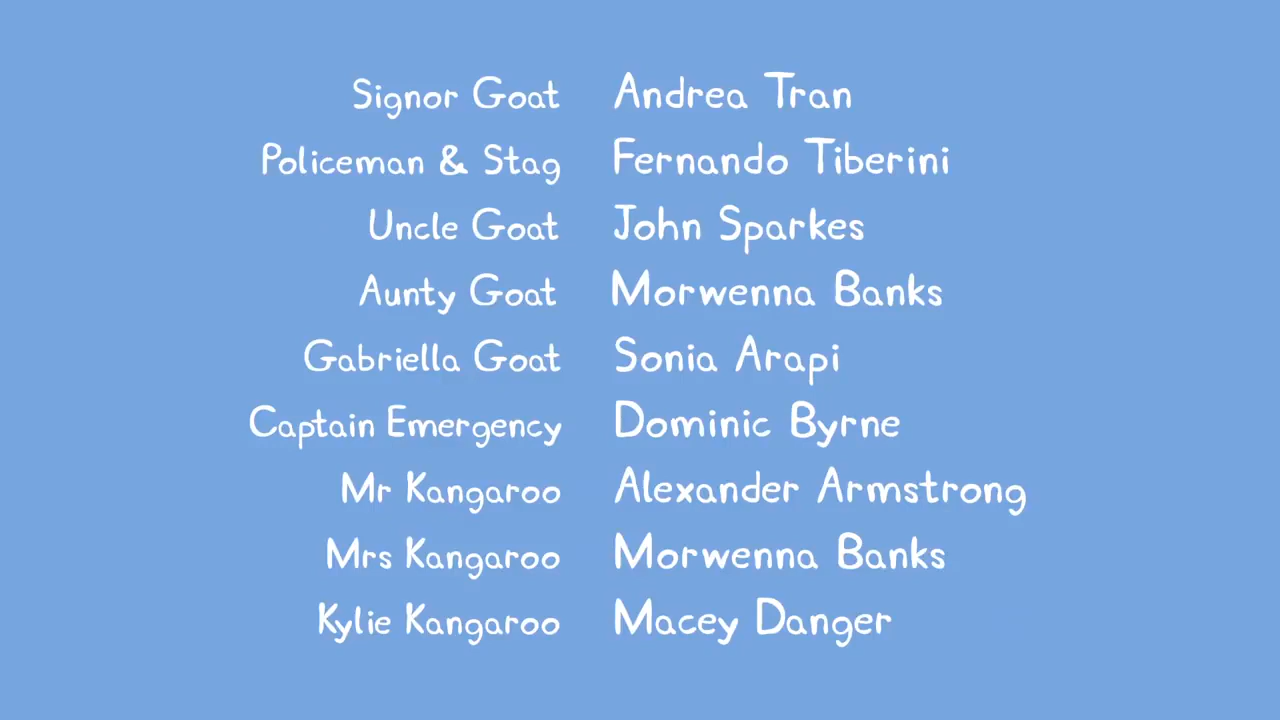 Signor Goat Andrea Tran
Policeman & Stag Fernando Tiberini
Uncle Goat John Sparkes
Aunty Goat Morwenna Banks
Gabriella Goat Sonia Arapi
Captain Emergency Dominic Byrne
Mr Kangaroo Alexander Armstrong
Mrs Kangaroo Morwenna Banks
Kylie Kangaroo Macey Danger